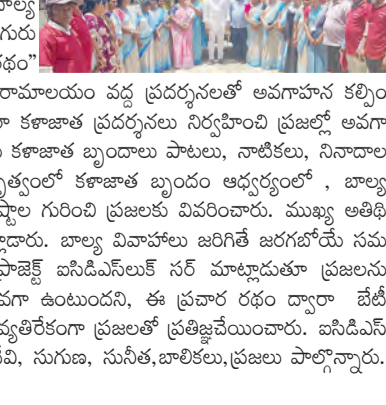 బాల్య
గురు
రథం”
రామాలయం వద్ద ప్రదర్శనలతో అవగాహన కల్పిం
కళాజాత ప్రదర్శనలు నిర్వహించి ప్రజల్లో అవగా
కళాజాత బృందాలు పాటలు, నాటికలు, నినాదాల
తృత్వంలో కళాజాత బృందం ఆధ్వర్యంలో , బాల్య
ష్టాల గురించి ప్రజలకు వివరించారు. ముఖ్య అతిథి
్లాడారు. బాల్య వివాహాలు జరిగితే జరగబోయే సమ
ప్రాజెక్ట్ ఐసిడిఎస్‌లుక్ సర్ మాట్లాడుతూ ప్రజలను
వగా ఉంటుందని, ఈ ప్రచార రథం ద్వారా బేటీ
వ్యతిరేకంగా ప్రజలతో ప్రతిజ్ఞచేయించారు. ఐసిడిఎస్
వి, సుగుణ, సునీత,బాలికలు,ప్రజలు పాల్గొన్నారు.